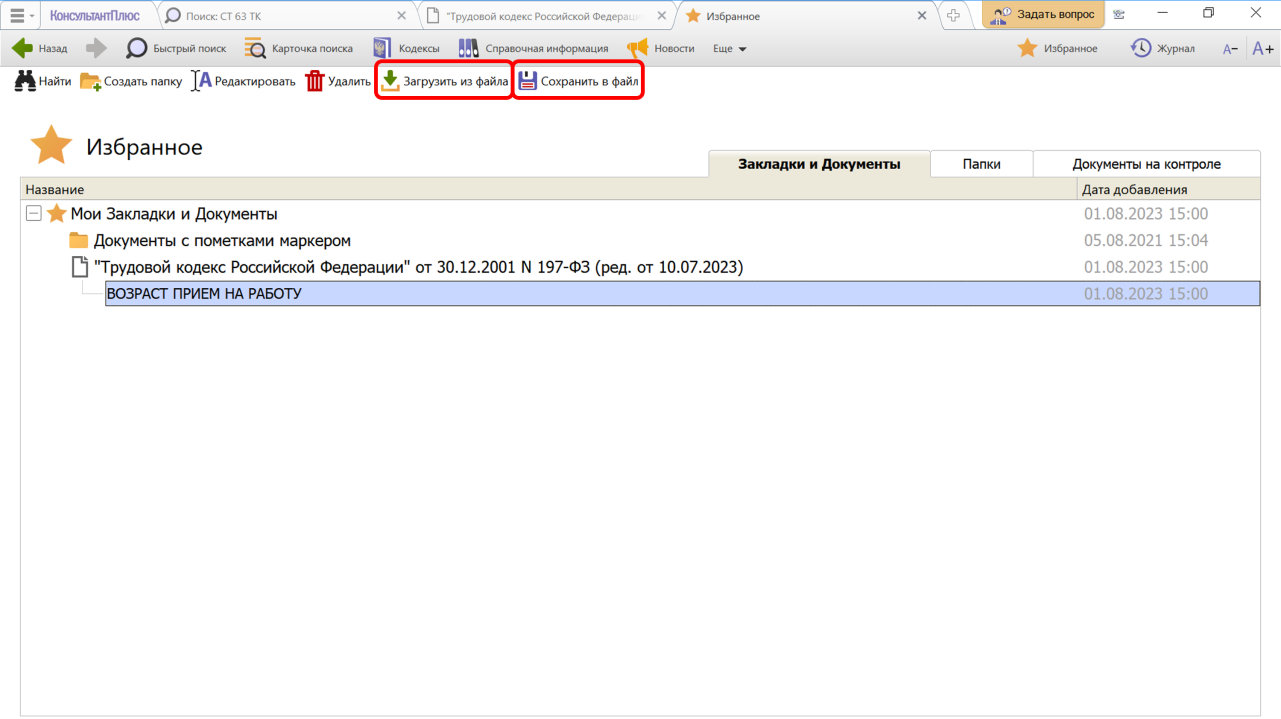 КонсультантПлюс Поиск: СТ 63 ТК "Трудовой кодекс Российской Федерации Избранное Задать вопрос
Назад Быстрый поиск Карточка поиска Кодексы Справочная информация Новости Еще Избранное Журнал A− A+
Найти Создать папку Редактировать Удалить Загрузить из файла Сохранить в файл
Избранное
Закладки и Документы Папки Документы на контроле
Название Дата добавления
Мои Закладки и Документы 01.08.2023 15:00
Документы с пометками маркером 05.08.2021 15:04
"Трудовой кодекс Российской Федерации" от 30.12.2001 N 197-ФЗ (ред. от 10.07.2023) 01.08.2023 15:00
ВОЗРАСТ ПРИЕМ НА РАБОТУ 01.08.2023 15:00